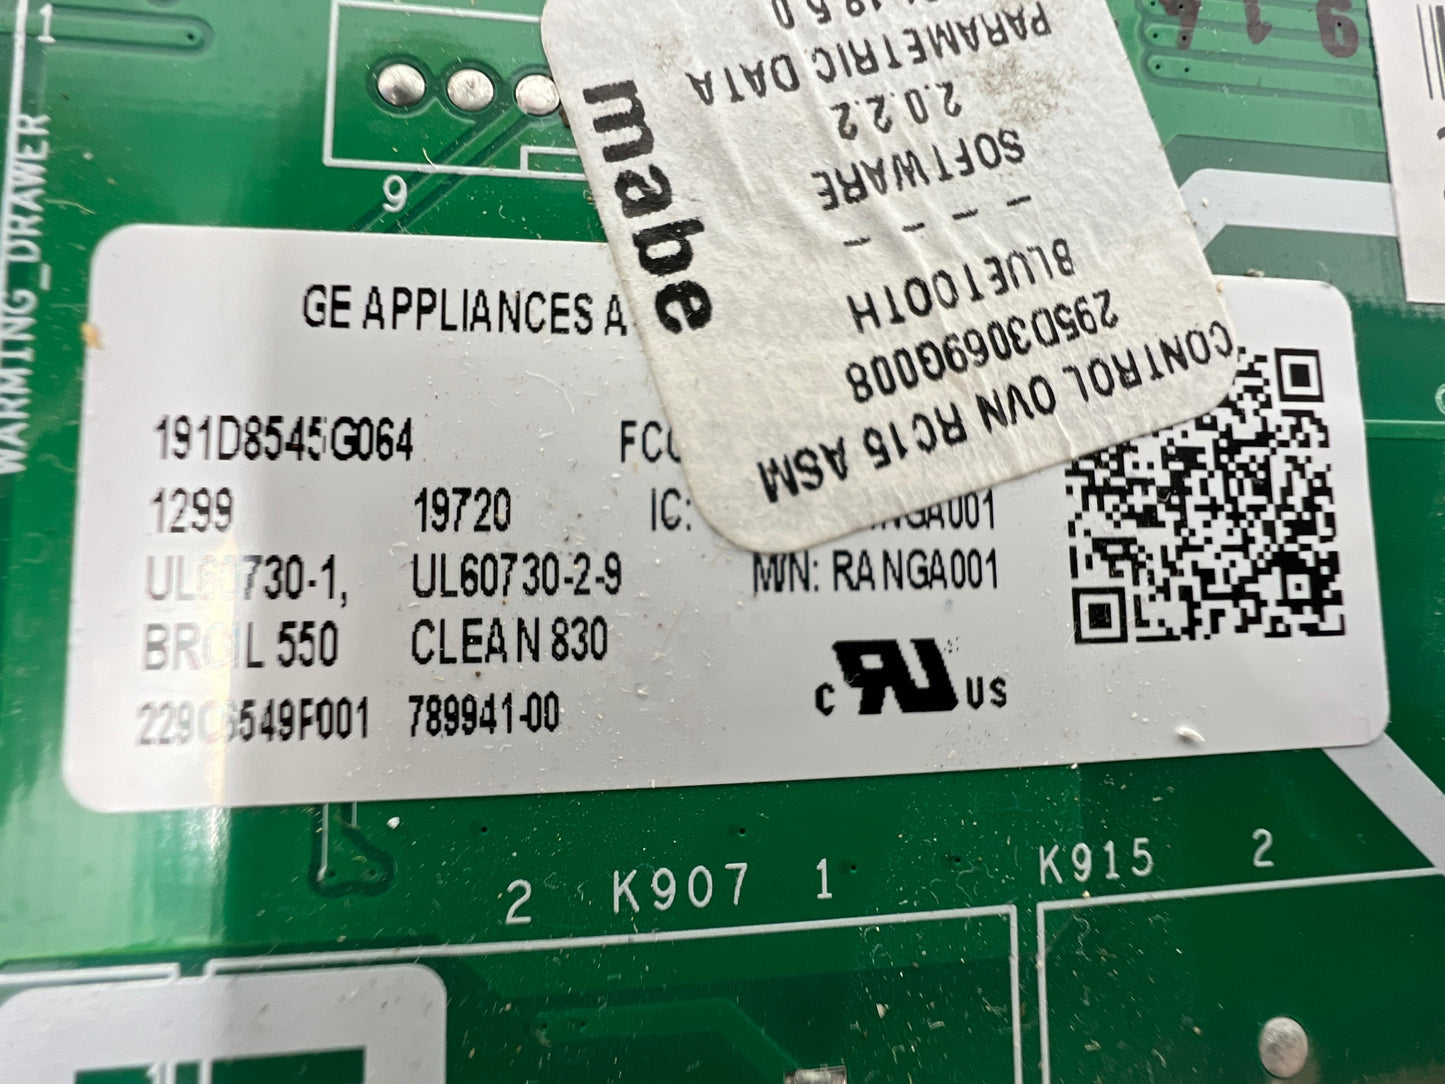 1
WARMING_DRAWER
9
914
GE APPLIANCES A
191D8545G064
FCC
1299 19720 IC:
UL60730-1, UL60730-2-9 M/N: RANGA001
BROIL 550 CLEAN 830
229C6549F001 789941-00
C RU US
mabe
CONTROL OVN RC15 ASM
295D3069G008
BLUETOOTH
- - - -
SOFTWARE
2.0.2.2
PARAMETRIC DATA
2 K907 1
K915 2